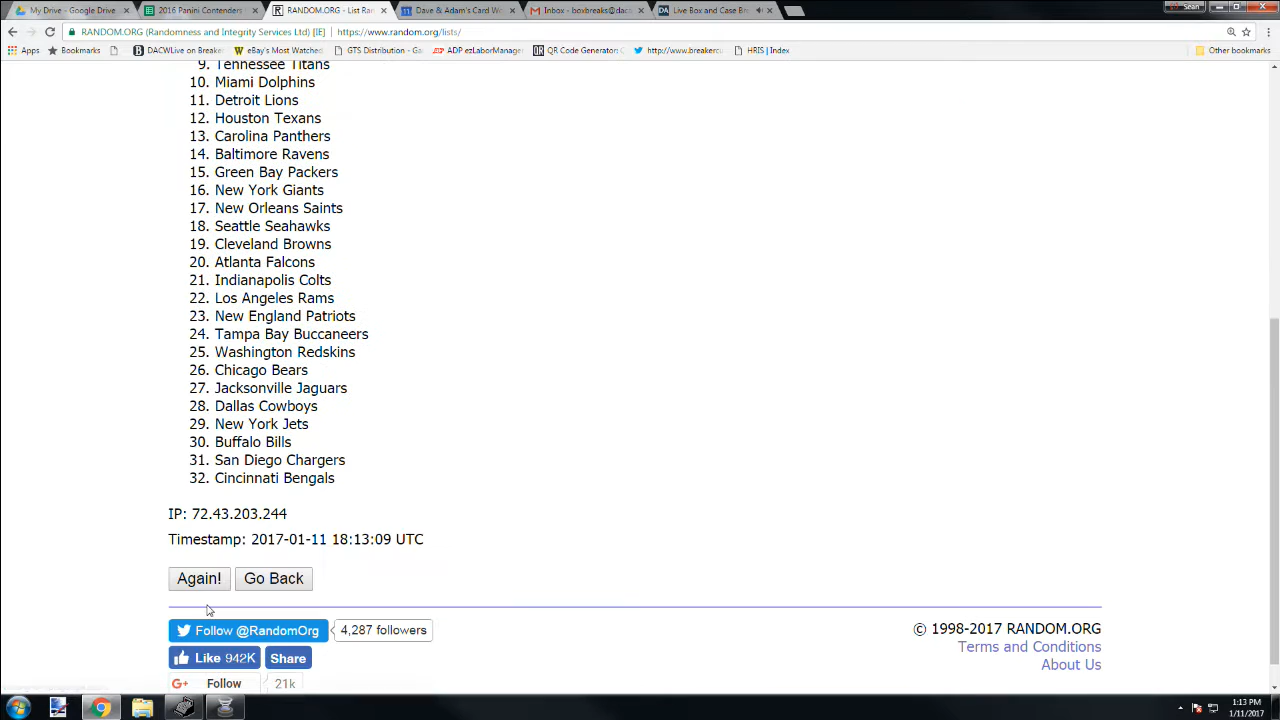 My Drive - Google Drive
2016 Panini Contenders
RANDOM.ORG - List Ran
Dave & Adam's Card Wo
Inbox - boxbreaks@dac
Live Box and Case Br
Sean
RANDOM.ORG (Randomness and Integrity Services Ltd) [IE]
https://www.random.org/lists/
Apps
Bookmarks
DACWLive on Breake
eBay's Most Watched
GTS Distribution - Ga
ADP ezLaborManage
QR Code Generator
http://www.breakercu
HRIS | Index
Other bookmarks
9. Tennessee Titans
10. Miami Dolphins
11. Detroit Lions
12. Houston Texans
13. Carolina Panthers
14. Baltimore Ravens
15. Green Bay Packers
16. New York Giants
17. New Orleans Saints
18. Seattle Seahawks
19. Cleveland Browns
20. Atlanta Falcons
21. Indianapolis Colts
22. Los Angeles Rams
23. New England Patriots
24. Tampa Bay Buccaneers
25. Washington Redskins
26. Chicago Bears
27. Jacksonville Jaguars
28. Dallas Cowboys
29. New York Jets
30. Buffalo Bills
31. San Diego Chargers
32. Cincinnati Bengals
IP: 72.43.203.244
Timestamp: 2017-01-11 18:13:09 UTC
Again! Go Back
Follow @RandomOrg 4,287 followers
Like 942K Share
G+ Follow 21k
© 1998-2017 RANDOM.ORG
Terms and Conditions
About Us
1:13 PM
1/11/2017